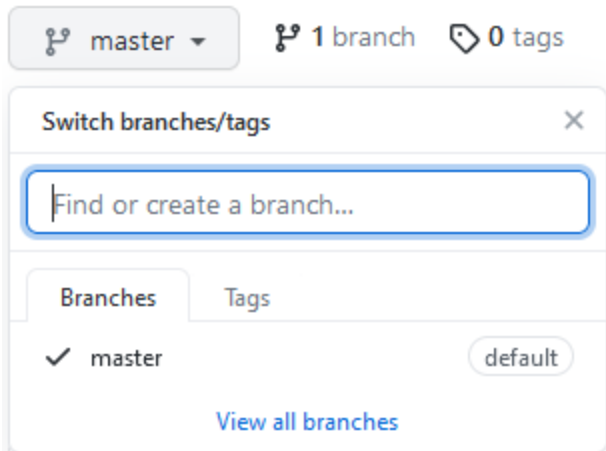 master 1 branch 0 tags
Switch branches/tags
Find or create a branch...
Branches Tags
master default
View all branches